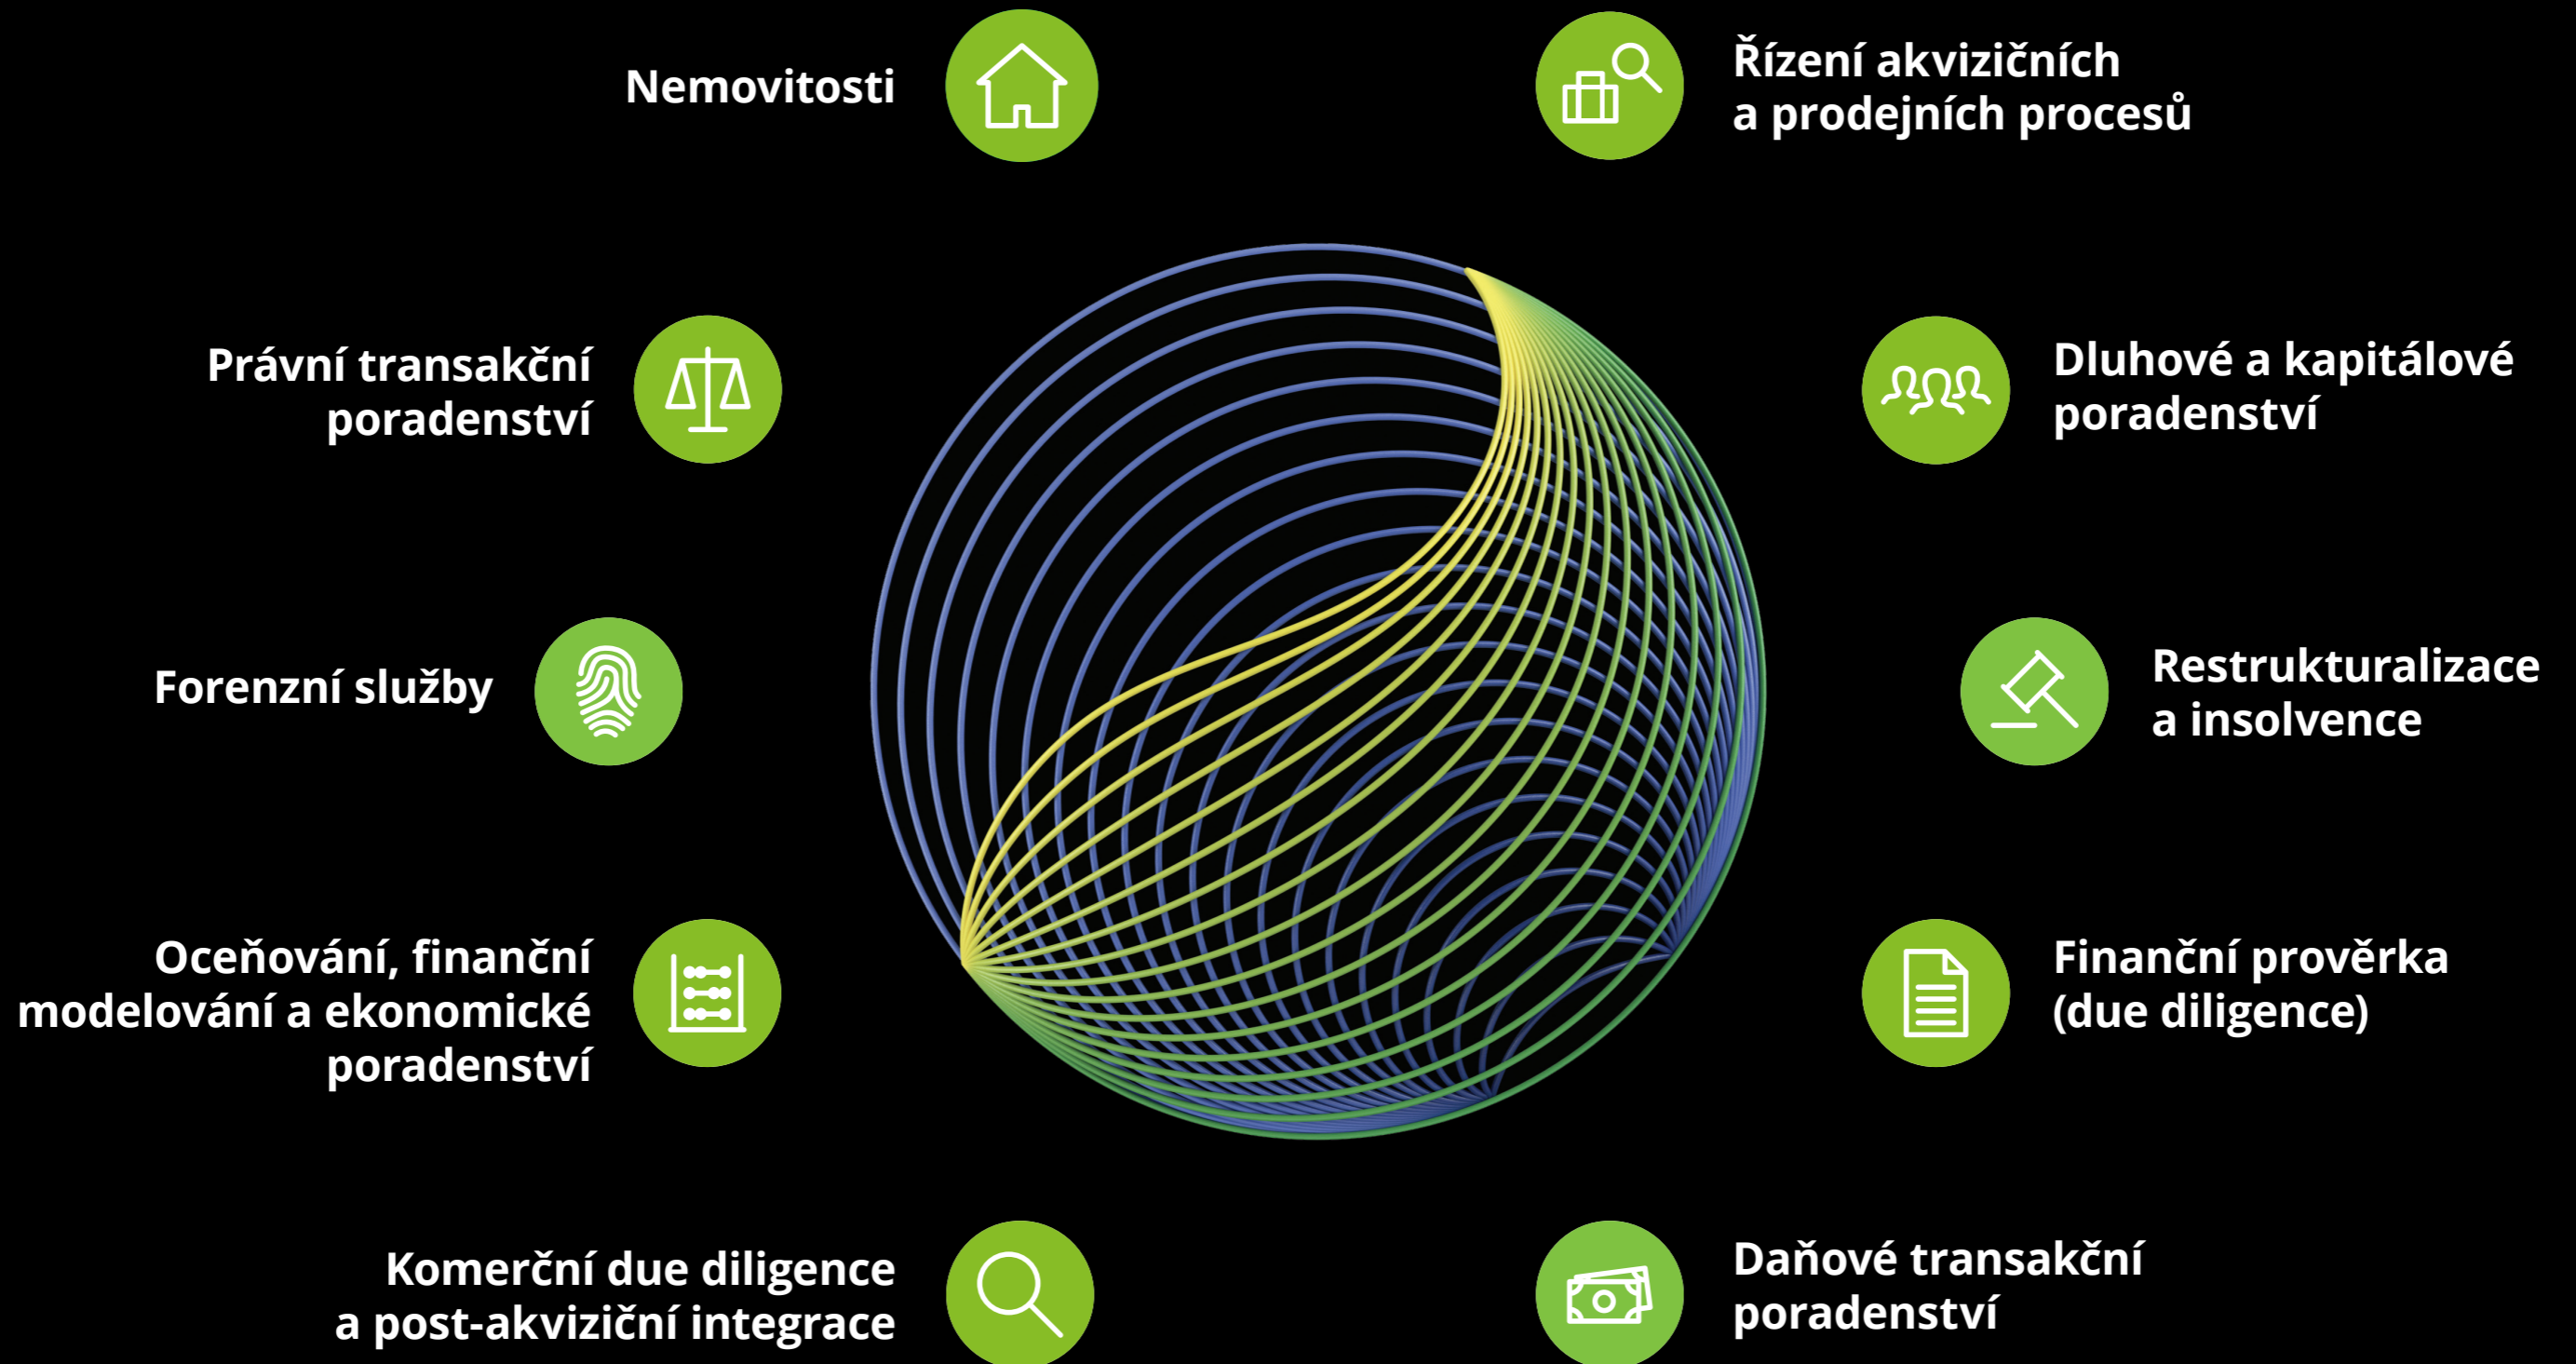 Nemovitosti
Řízení akvizičních
a prodejních procesů
Právní transakční
poradenství
Dluhové a kapitálové
poradenství
Forenzní služby
Restrukturalizace
a insolvence
Oceňování, finanční
modelování a ekonomické
poradenství
Finanční prověrka
(due diligence)
Komerční due diligence
a post-akviziční integrace
Daňové transakční
poradenství